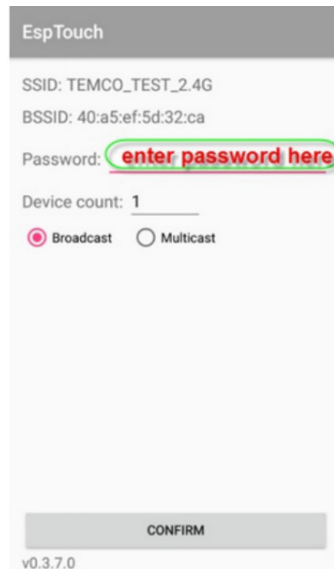 EspTouch
SSID: TEMCO_TEST_2.4G
BSSID: 40:a5:ef:5d:32:ca
Password: enter password here
Device count: 1
Broadcast Multicast
CONFIRM
v0.3.7.0